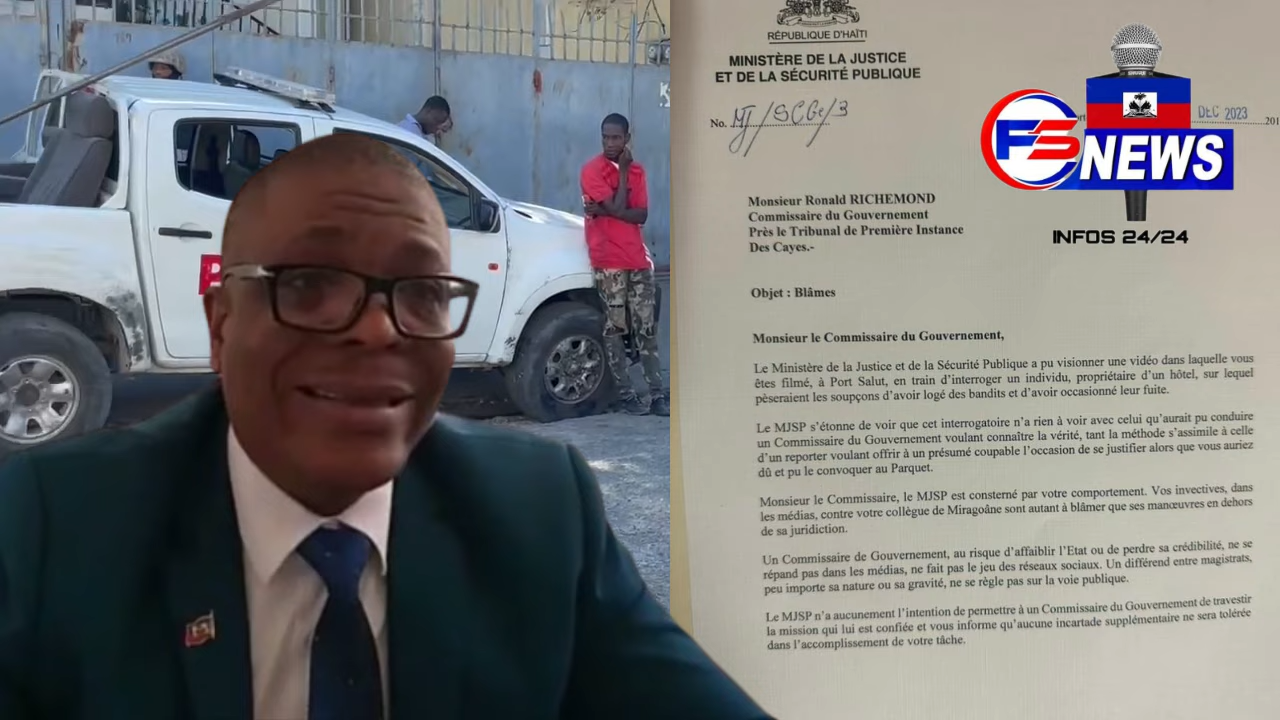 RÉPUBLIQUE D'HAÏTI
MINISTÈRE DE LA JUSTICE
ET DE LA SÉCURITÉ PUBLIQUE
No. MJ/SCGe/3
DEC 2023
201
FS NEWS
INFOS 24/24
Monsieur Ronald RICHEMOND
Commissaire du Gouvernement
Près le Tribunal de Première Instance
Des Cayes.-
Objet : Blâmes
Monsieur le Commissaire du Gouvernement,
Le Ministère de la Justice et de la Sécurité Publique a pu visionner une vidéo dans laquelle vous
êtes filmé, à Port Salut, en train d'interroger un individu, propriétaire d'un hôtel, sur lequel
pèseraient les soupçons d'avoir logé des bandits et d'avoir occasionné leur fuite.
Le MJSP s'étonne de voir que cet interrogatoire n'a rien à voir avec celui qu'aurait pu conduire
un Commissaire du Gouvernement voulant connaître la vérité, tant la méthode s'assimile à celle
d'un reporter voulant offrir à un présumé coupable l'occasion de se justifier alors que vous auriez
dû et pu le convoquer au Parquet.
Monsieur le Commissaire, le MJSP est consterné par votre comportement. Vos invectives, dans
les médias, contre votre collègue de Miragoâne sont autant à blâmer que ses manœuvres en dehors
de sa juridiction.
Un Commissaire de Gouvernement, au risque d'affaiblir l'Etat ou de perdre sa crédibilité, ne se
répand pas dans les médias, ne fait pas le jeu des réseaux sociaux. Un différend entre magistrats,
peu importe sa nature ou sa gravité, ne se règle pas sur la voie publique.
Le MJSP n'a aucunement l'intention de permettre à un Commissaire du Gouvernement de travestir
la mission qui lui est confiée et vous informe qu'aucune incartade supplémentaire ne sera tolérée
dans l'accomplissement de votre tâche.